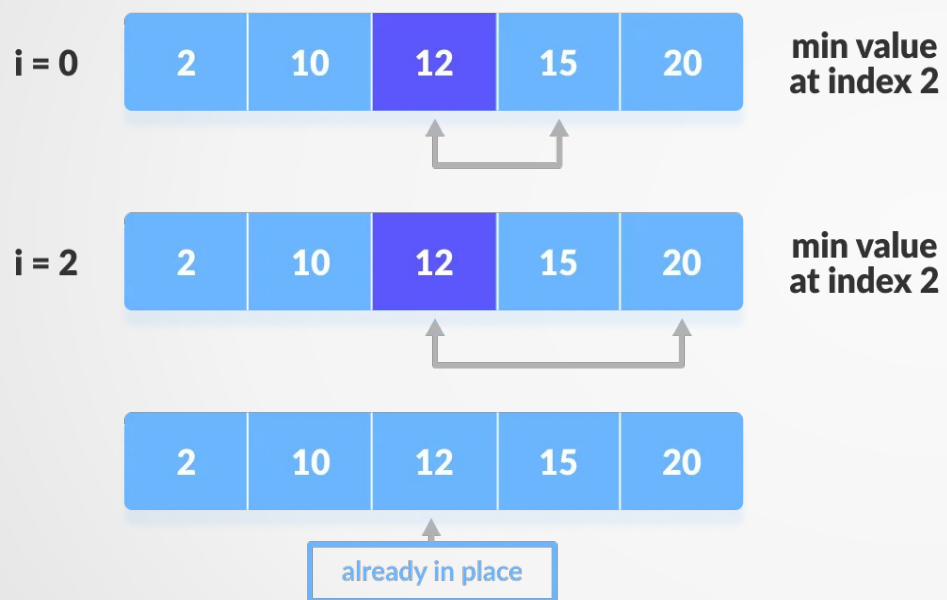 i = 0
2 10 12 15 20
min value
at index 2
i = 2
2 10 12 15 20
min value
at index 2
2 10 12 15 20
already in place